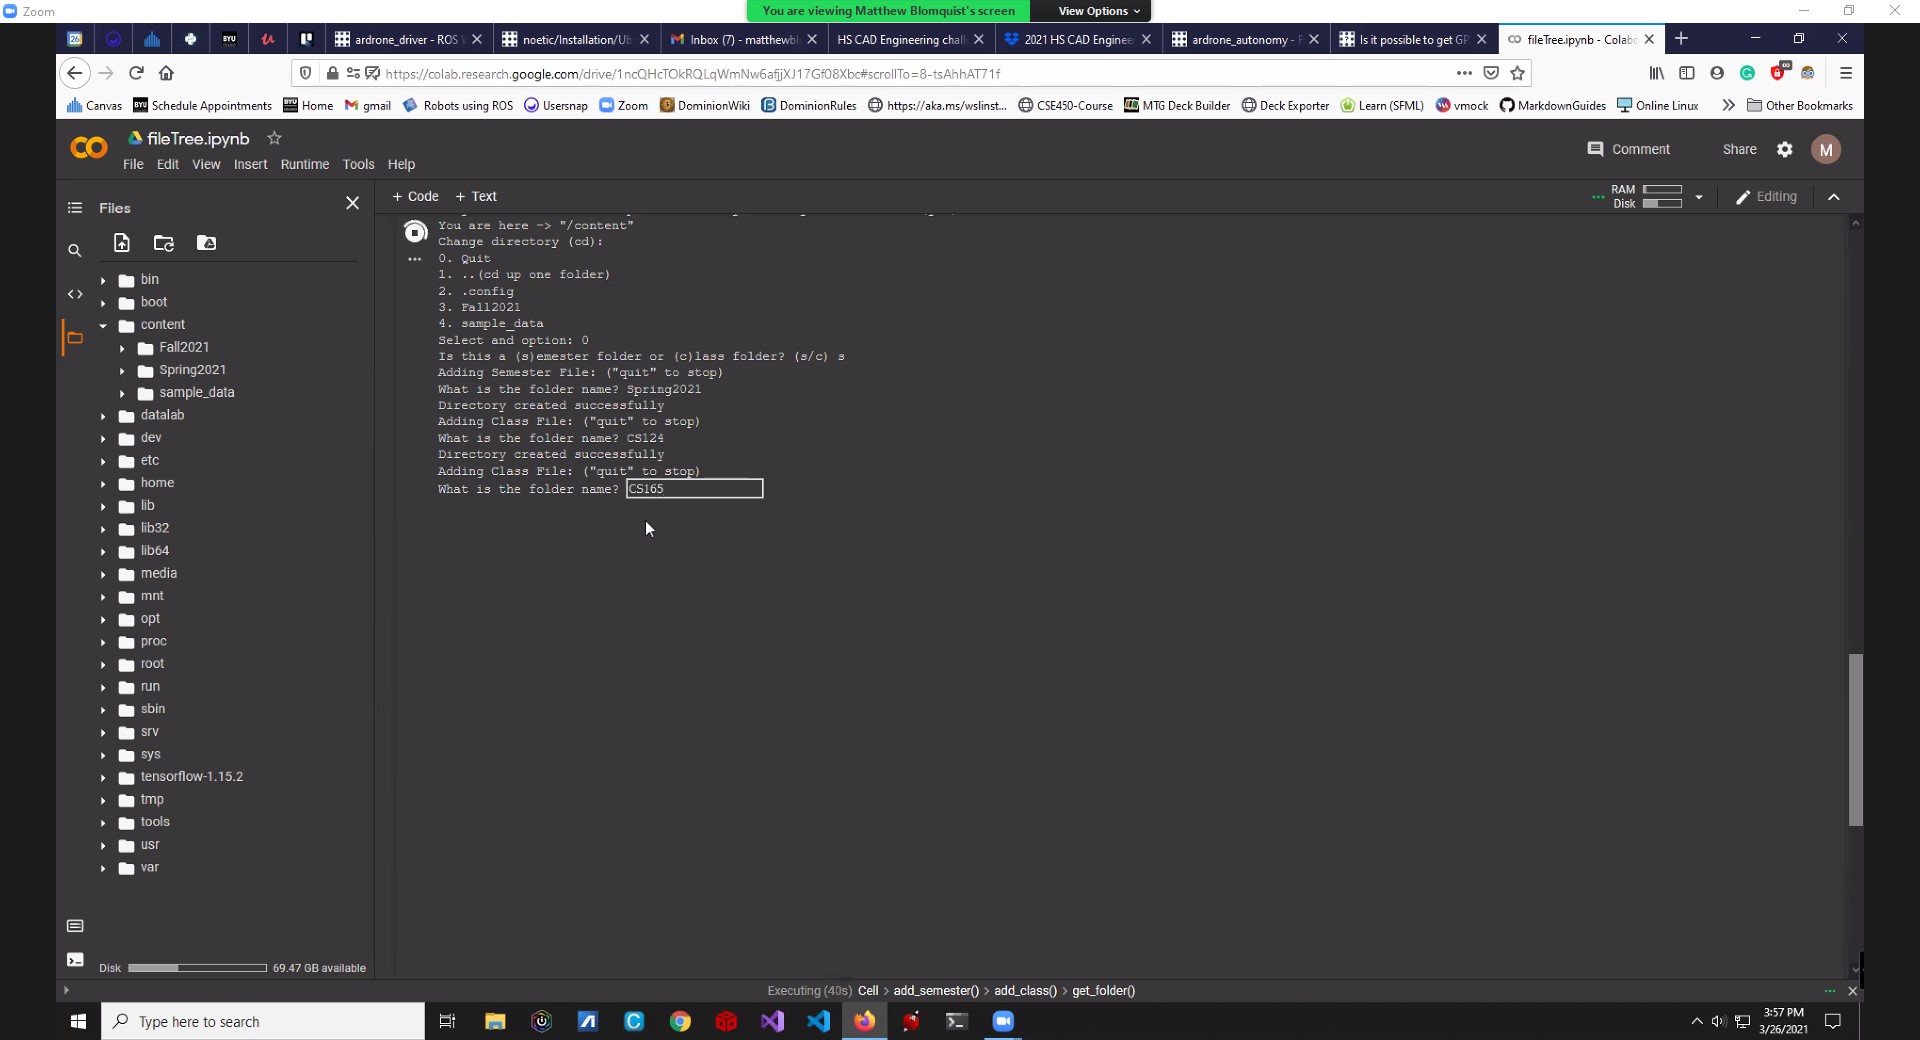 Zoom
You are viewing Matthew Blomquist's screen
View Options
26
BYU
ardrone_driver - ROS
noetic/Installation/Ub
Inbox (7) - matthewbl
HS CAD Engineering chal
2021 HS CAD Enginee
ardrone_autonomy -
Is it possible to get GP
fileTree.ipynb - Colabo
https://colab.research.google.com/drive/1ncQHcTOkRQLqWmNw6afjjXJ17Gf08Xbc#scrollTo=8-tsAhhAT71f
Canvas
BYU Schedule Appointments
BYU Home
gmail
Robots using ROS
Usersnap
Zoom
DominionWiki
DominionRules
https://aka.ms/wslinst...
CSE450-Course
MTG Deck Builder
Deck Exporter
Learn (SFML)
vmock
MarkdownGuides
Online Linux
Other Bookmarks
fileTree.ipynb
File Edit View Insert Runtime Tools Help
Comment
Share
M
Files
+ Code + Text
RAM
Disk
Editing
bin
boot
content
Fall2021
Spring2021
sample_data
datalab
dev
etc
home
lib
lib32
lib64
media
mnt
opt
proc
root
run
sbin
srv
sys
tensorflow-1.15.2
tmp
tools
usr
var
Disk 69.47 GB available
You are here -> "/content"
Change directory (cd):
0. Quit
1. ..(cd up one folder)
2. .config
3. Fall2021
4. sample_data
Select and option: 0
Is this a (s)emester folder or (c)lass folder? (s/c) s
Adding Semester File: ("quit" to stop)
What is the folder name? Spring2021
Directory created successfully
Adding Class File: ("quit" to stop)
What is the folder name? CS124
Directory created successfully
Adding Class File: ("quit" to stop)
What is the folder name? CS165
Executing (40s) Cell > add_semester() > add_class() > get_folder()
Type here to search
3:57 PM
3/26/2021